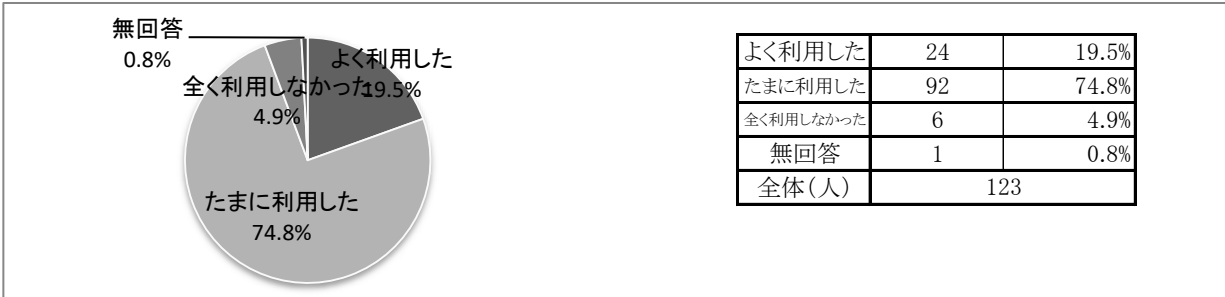 無回答
0.8%
よく利用した
19.5%
全く利用しなかった
4.9%
たまに利用した
74.8%
よく利用した 24 19.5%
たまに利用した 92 74.8%
全く利用しなかった 6 4.9%
無回答 1 0.8%
全体(人) 123